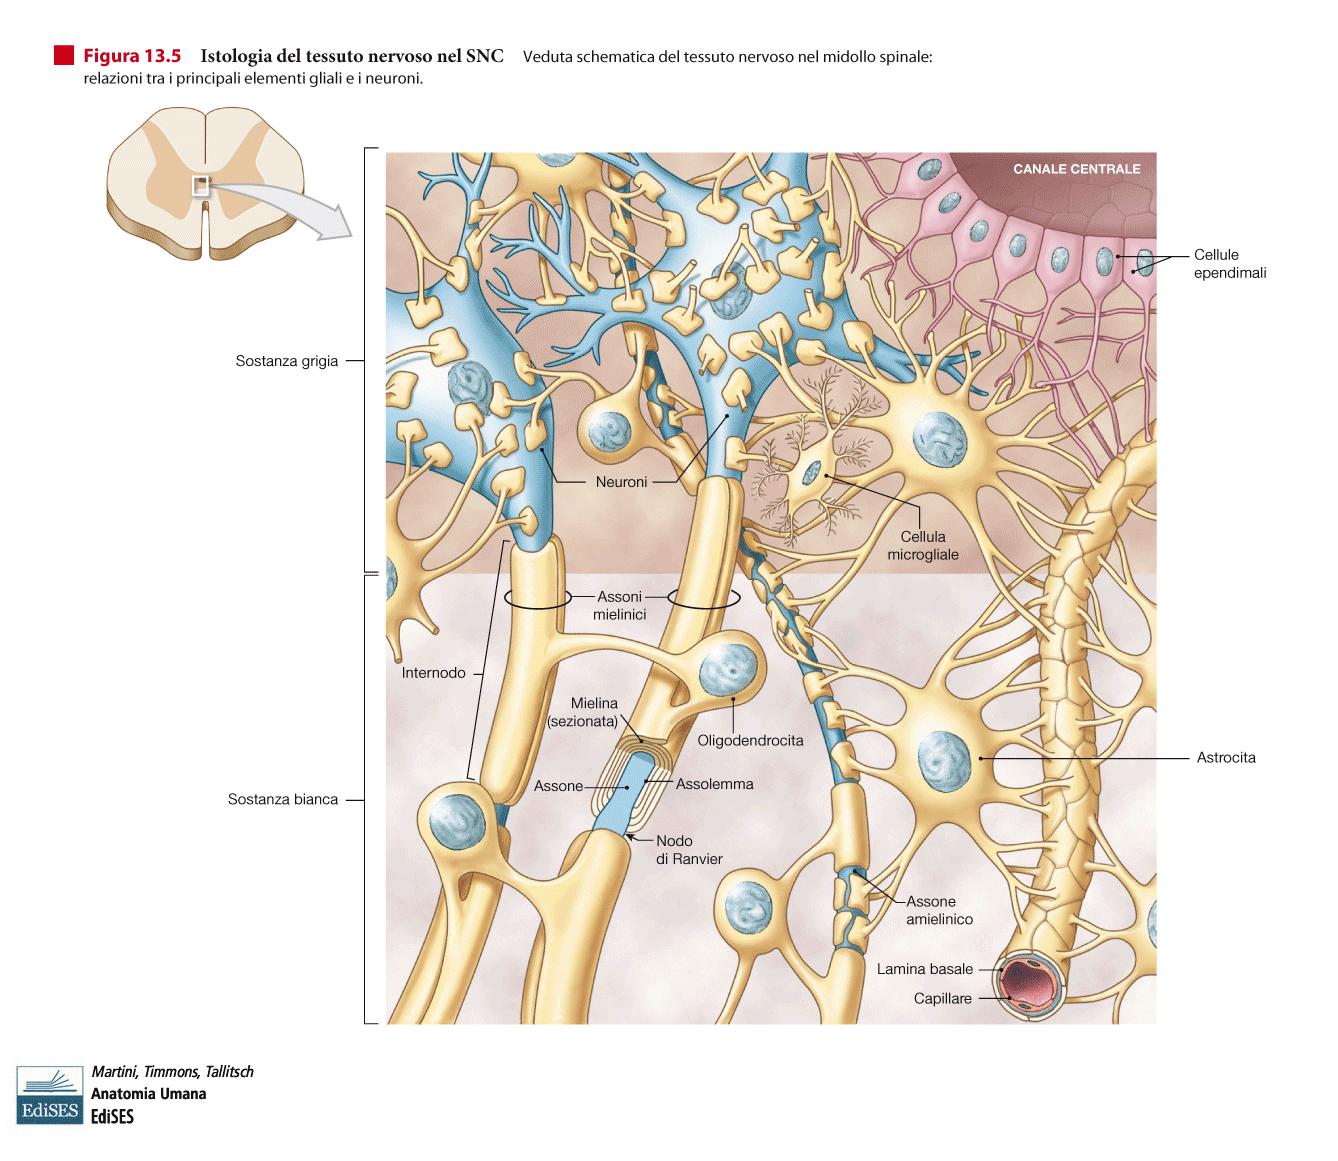 Figura 13.5 Istologia del tessuto nervoso nel SNC Veduta schematica del tessuto nervoso nel midollo spinale:
relazioni tra i principali elementi gliali e i neuroni.
CANALE CENTRALE
Cellule
ependimali
Sostanza grigia
Neuroni
Cellula
microgliale
Assoni
mielinici
Internodo
Mielina
(sezionata)
Oligodendrocita
Astrocita
Assone
Assolemma
Sostanza bianca
Nodo
di Ranvier
Assone
amielinico
Lamina basale
Capillare
Martini, Timmons, Tallitsch
Anatomia Umana
EdiSES
EdiSES